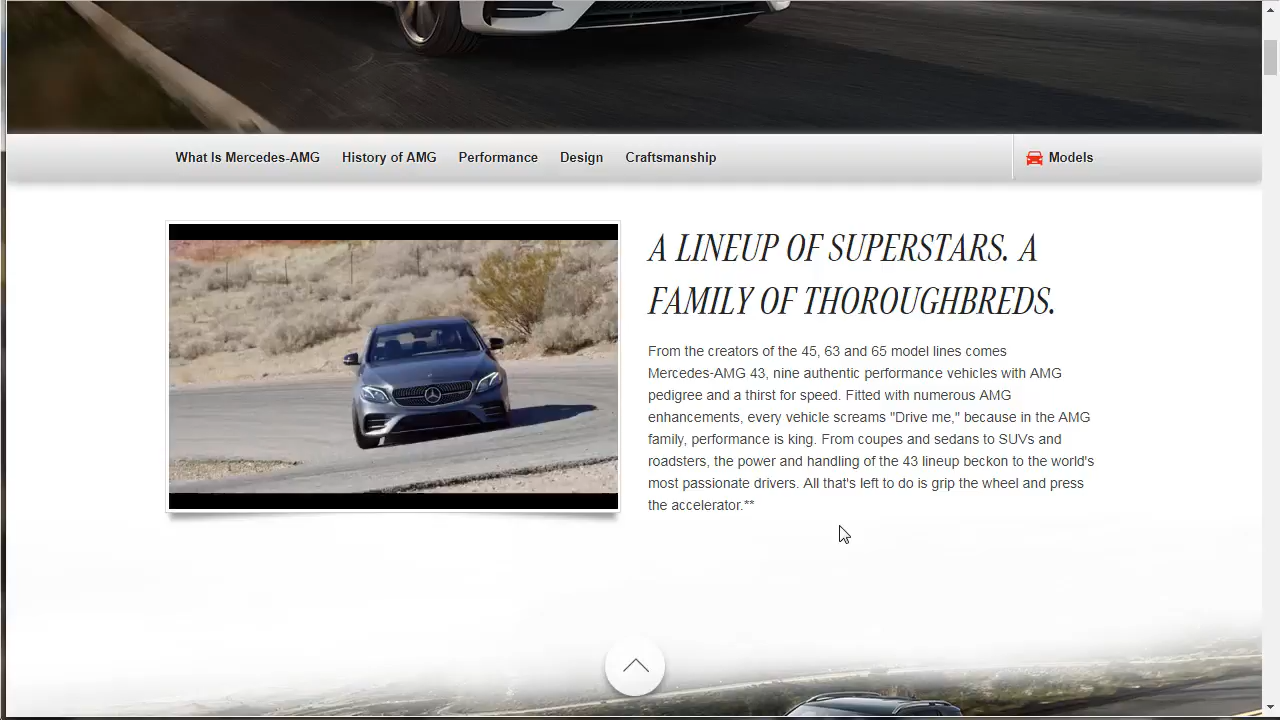 What Is Mercedes-AMG
History of AMG
Performance
Design
Craftsmanship
Models
A LINEUP OF SUPERSTARS. A
FAMILY OF THOROUGHBREDS.
From the creators of the 45, 63 and 65 model lines comes
Mercedes-AMG 43, nine authentic performance vehicles with AMG
pedigree and a thirst for speed. Fitted with numerous AMG
enhancements, every vehicle screams "Drive me," because in the AMG
family, performance is king. From coupes and sedans to SUVs and
roadsters, the power and handling of the 43 lineup beckon to the world's
most passionate drivers. All that's left to do is grip the wheel and press
the accelerator.**